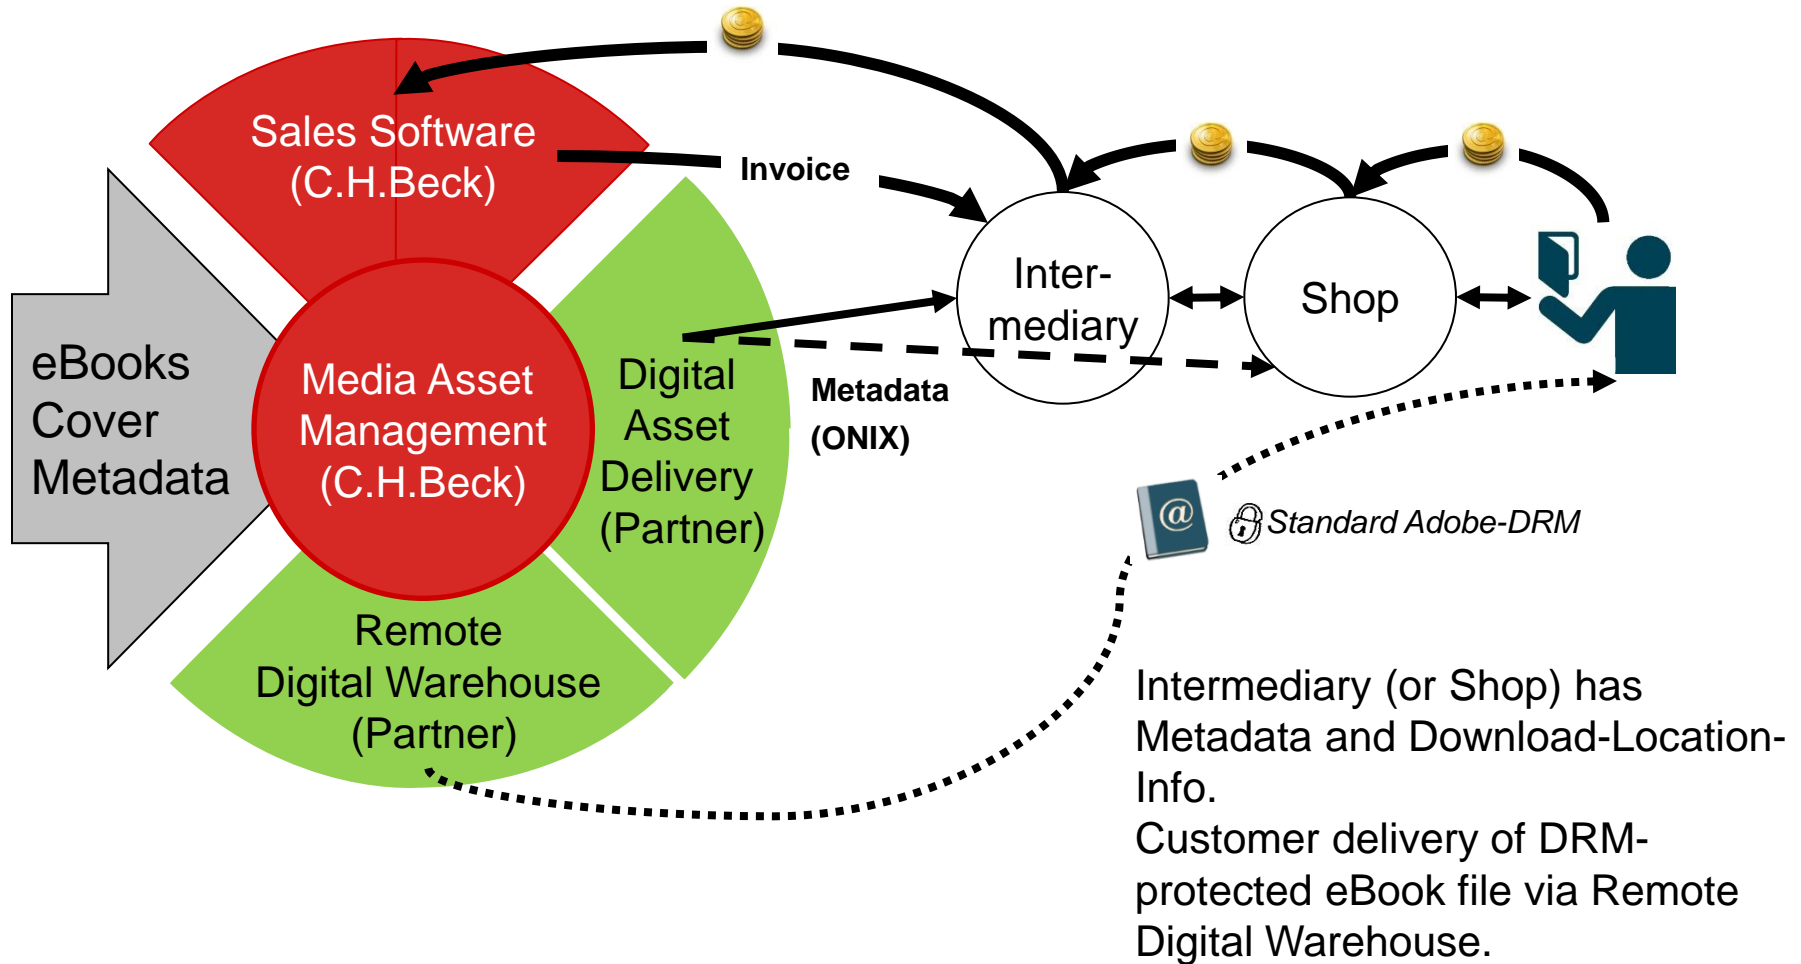 Sales Software
(C.H.Beck)
Invoice
Inter-
mediary
Shop
eBooks
Cover
Metadata
Media Asset
Management
(C.H.Beck)
Digital
Asset
Delivery
(Partner)
Metadata
(ONIX)
@
Standard Adobe-DRM
Remote
Digital Warehouse
(Partner)
Intermediary (or Shop) has
Metadata and Download-Location-
Info.
Customer delivery of DRM-
protected eBook file via Remote
Digital Warehouse.